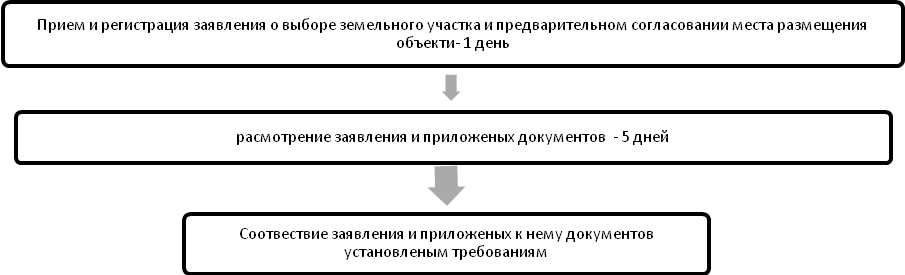 Прием и регистрация заявления о выборе земельного участка и предварительном согласовании места размещения
объекти- 1 день
расмотрение заявления и приложеных документов - 5 дней
Соотвествие заявления и приложеных к нему документов
установленым требованиям